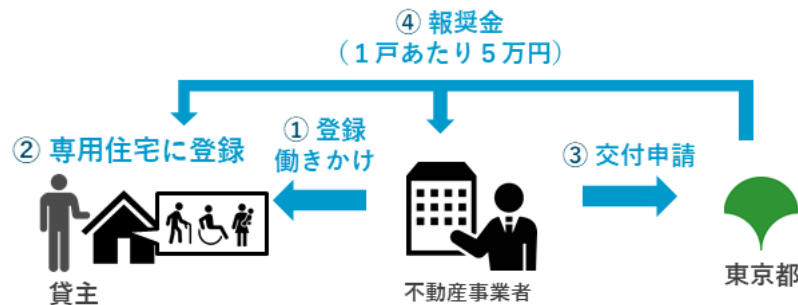 ④ 報奨金
（１戸あたり５万円）
① 登録
働きかけ
② 専用住宅に登録
③ 交付申請
貸主
不動産事業者
東京都